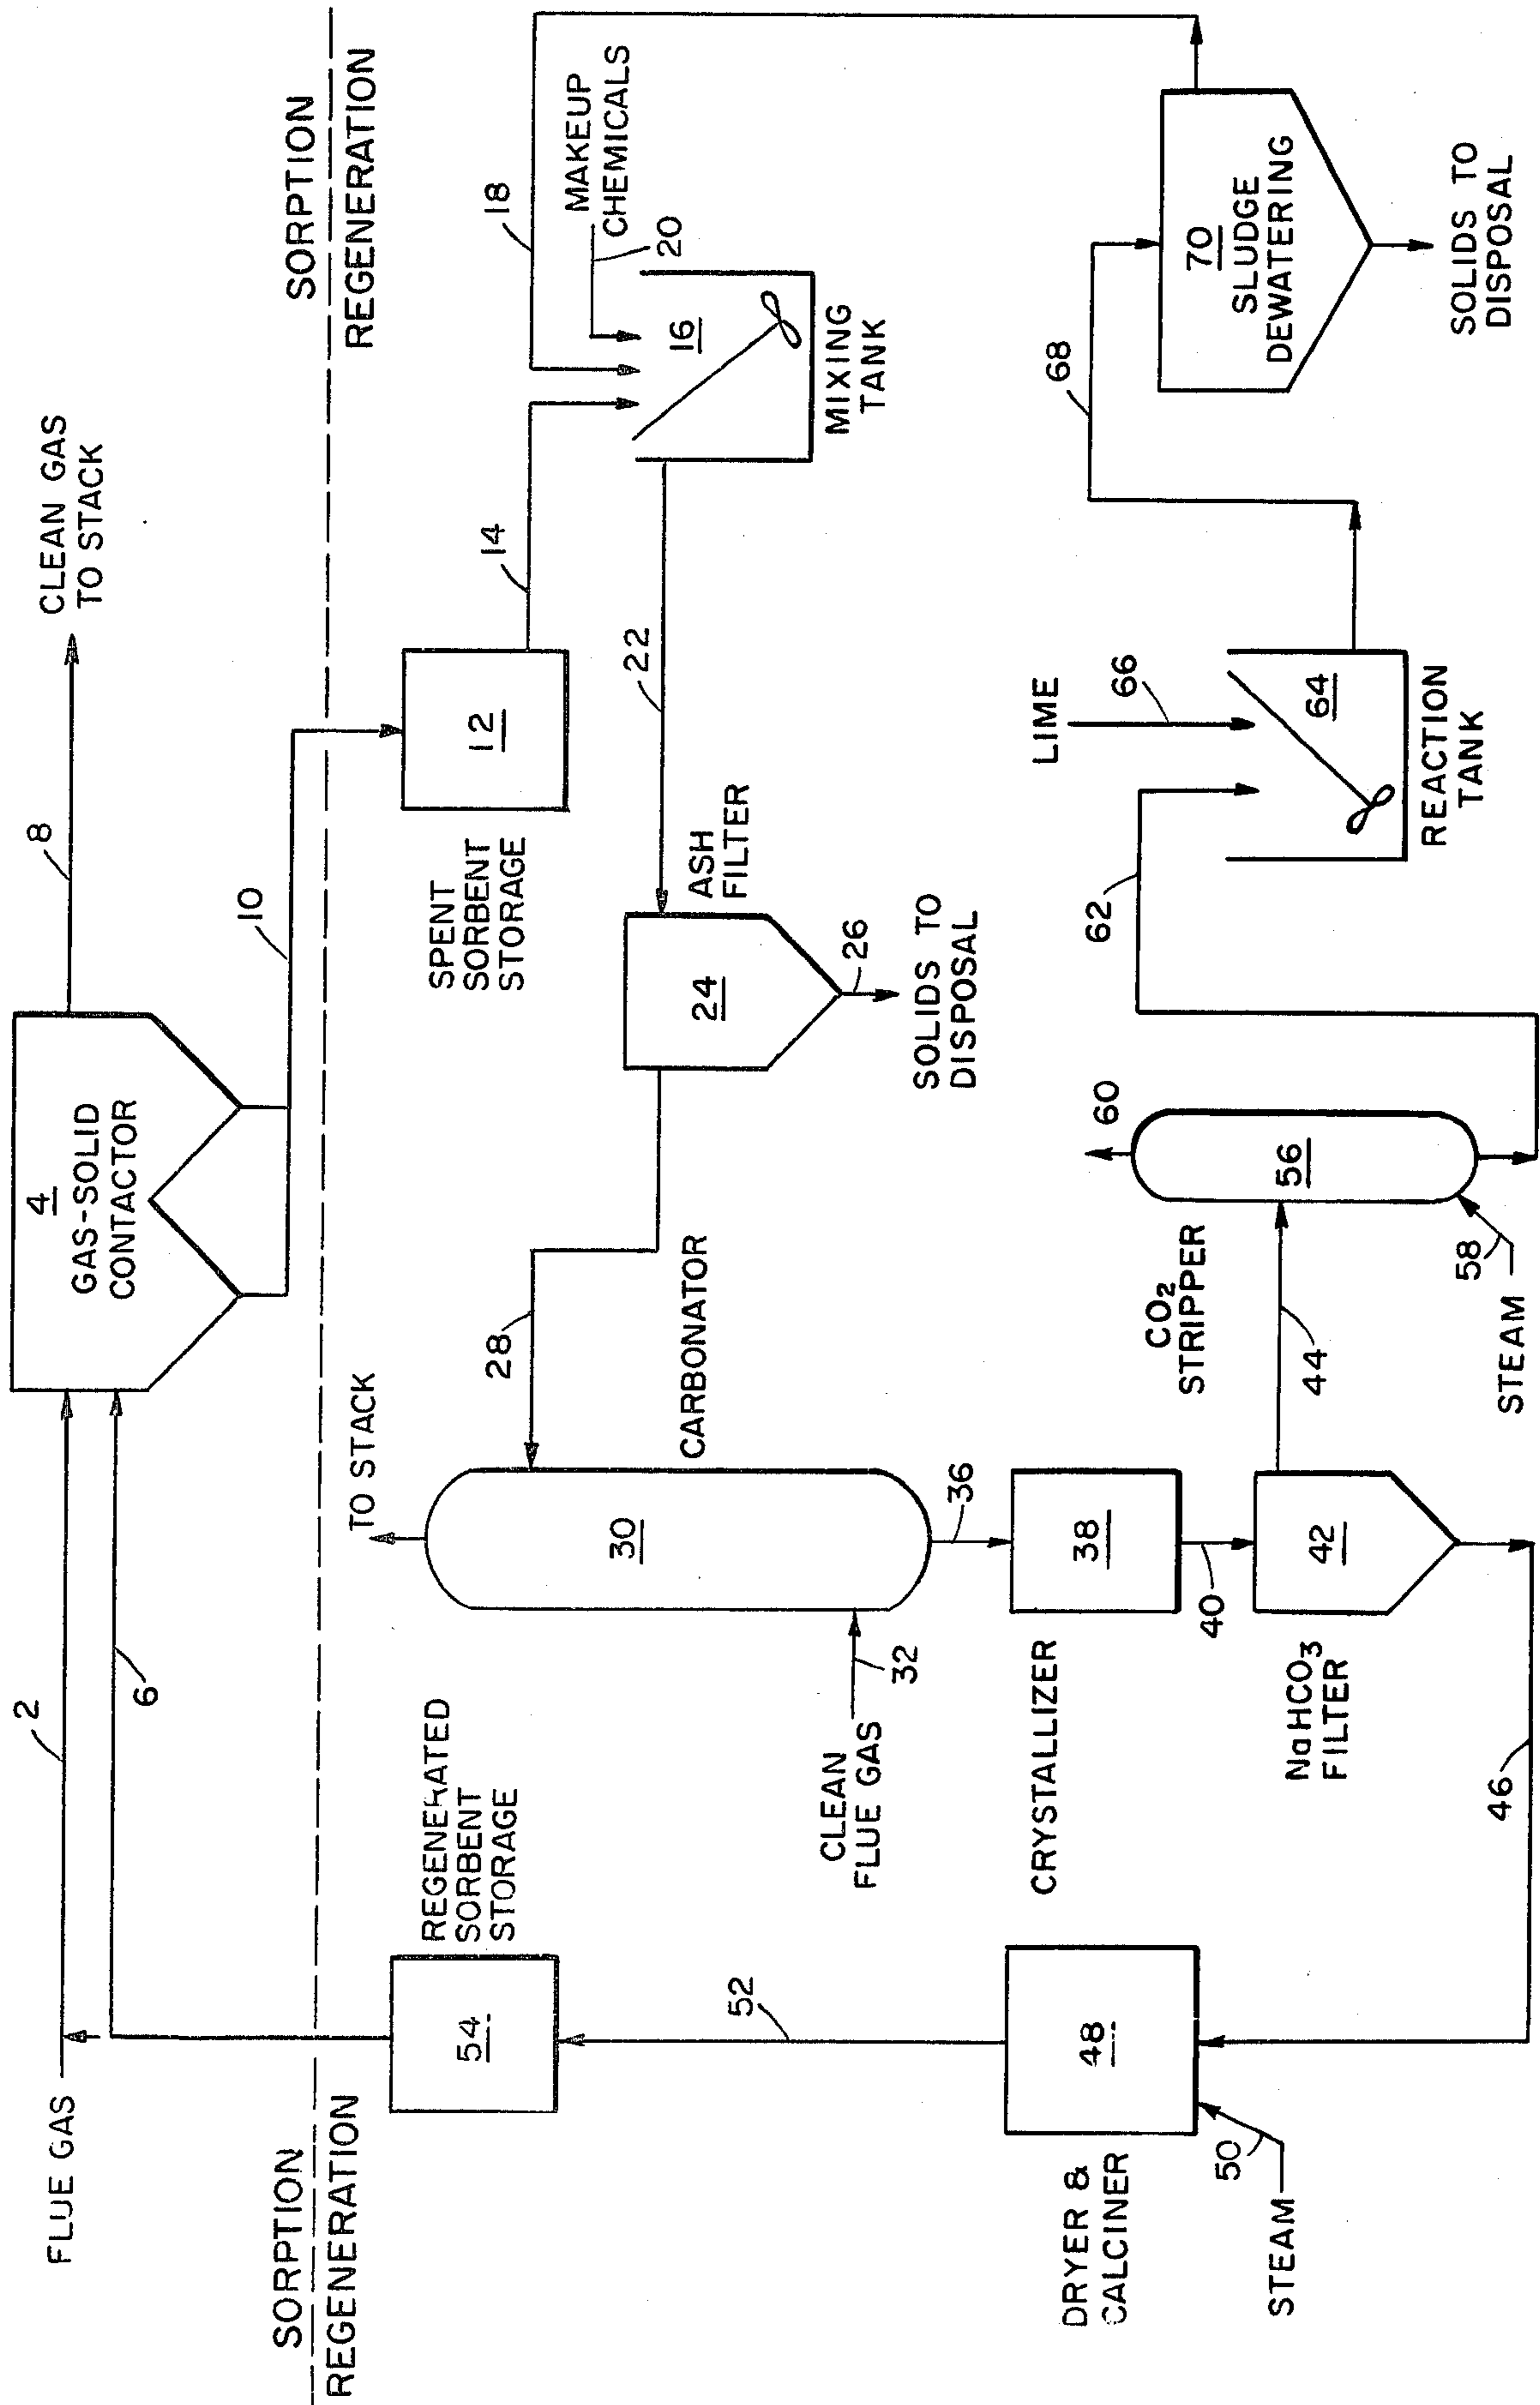 FLUE GAS
2
6
4
GAS-SOLID
CONTACTOR
8
CLEAN GAS
TO STACK
10
SORPTION
REGENERATION
SORPTION
REGENERATION
54
REGENERATED
SORBENT
STORAGE
TO STACK
28
12
SPENT
SORBENT
STORAGE
14
18
MAKEUP
CHEMICALS
20
16
MIXING
TANK
22
24
ASH
FILTER
26
SOLIDS TO
DISPOSAL
30
CARBONATOR
32
CLEAN
FLUE GAS
36
52
48
DRYER &
CALCINER
50
STEAM
38
CRYSTALLIZER
40
42
NaHCO3
FILTER
44
46
CO2
STRIPPER
56
58
STEAM
60
62
LIME
66
64
REACTION
TANK
68
70
SLUDGE
DEWATERING
SOLIDS TO
DISPOSAL